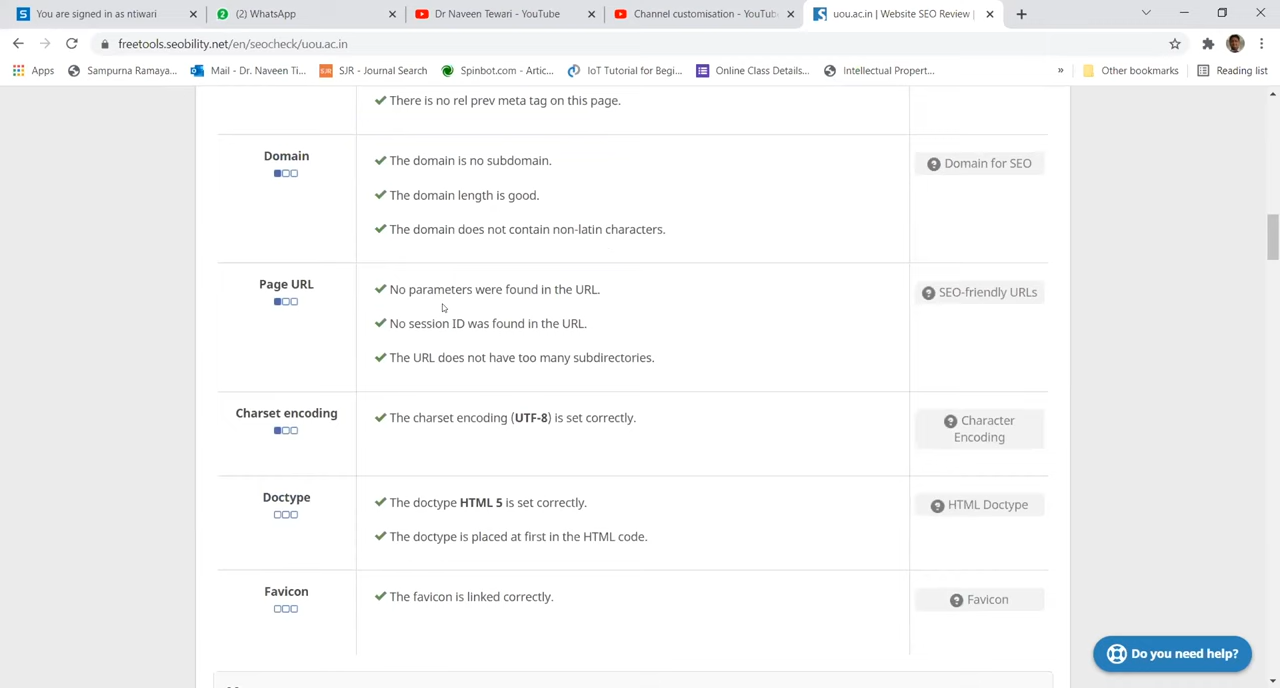 You are signed in as ntiwari
(2) WhatsApp
Dr Naveen Tewari - YouTube
Channel customisation - YouTub
uou.ac.in | Website SEO Review |
freetools.seobility.net/en/seocheck/uou.ac.in
Apps
Sampurna Ramaya...
Mail - Dr. Naveen Ti...
SJR - Journal Search
Spinbot.com - Artic...
IoT Tutorial for Begi...
Online Class Details...
Intellectual Propert...
»
Other bookmarks
Reading list
There is no rel prev meta tag on this page.
Domain
The domain is no subdomain.
The domain length is good.
The domain does not contain non-latin characters.
Domain for SEO
Page URL
No parameters were found in the URL.
No session ID was found in the URL.
The URL does not have too many subdirectories.
SEO-friendly URLs
Charset encoding
The charset encoding (UTF-8) is set correctly.
Character
Encoding
Doctype
The doctype HTML 5 is set correctly.
The doctype is placed at first in the HTML code.
HTML Doctype
Favicon
The favicon is linked correctly.
Favicon
Do you need help?